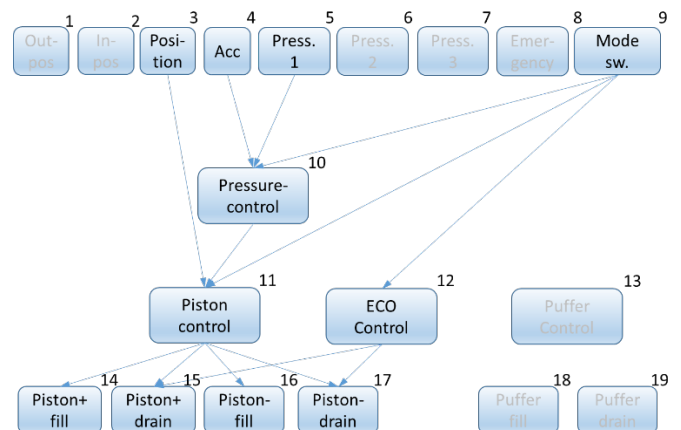 1 2 3 4 5 6 7 8 9
Out- In- Posi- Acc Press. Press. Press. Emer- Mode
pos pos tion 1 2 3 gency sw.
10
Pressure-
control
11 12 13
Piston ECO Puffer
control Control Control
14 15 16 17 18 19
Piston+ Piston+ Piston- Piston- Puffer Puffer
fill drain fill drain fill drain